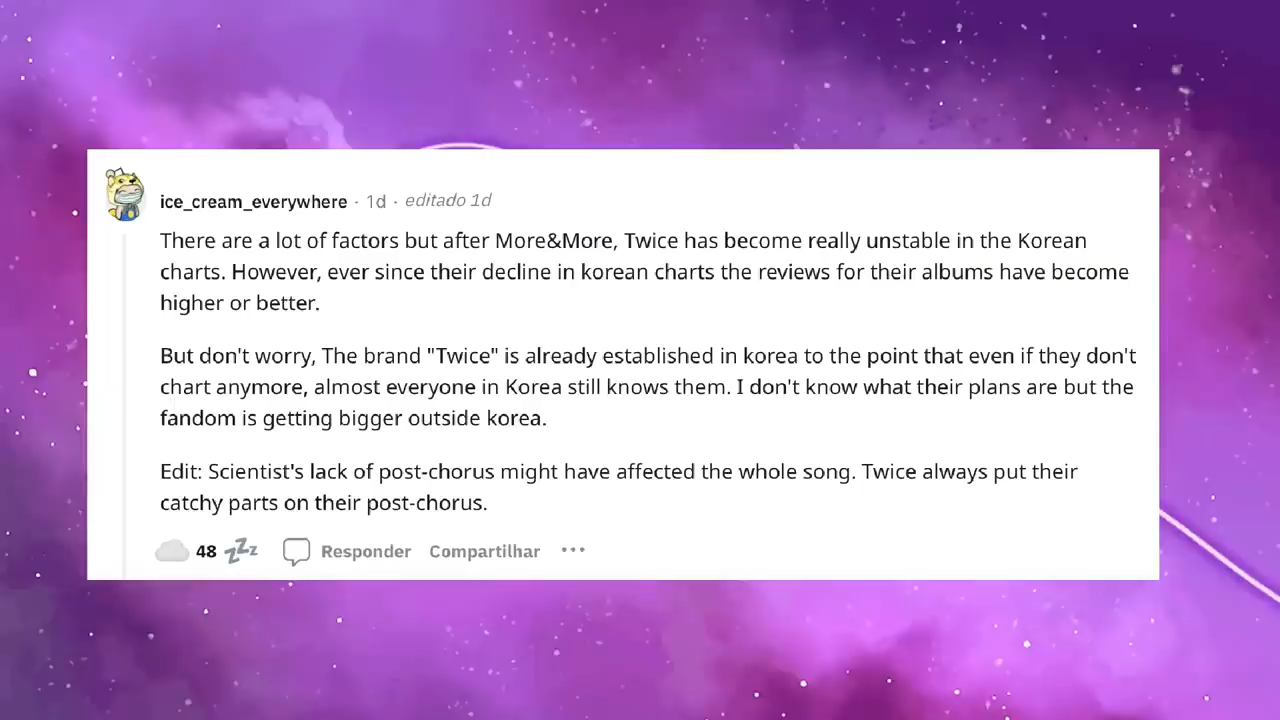 ice_cream_everywhere · 1d · editado 1d
There are a lot of factors but after More&More, Twice has become really unstable in the Korean
charts. However, ever since their decline in korean charts the reviews for their albums have become
higher or better.
But don't worry, The brand "Twice" is already established in korea to the point that even if they don't
chart anymore, almost everyone in Korea still knows them. I don't know what their plans are but the
fandom is getting bigger outside korea.
Edit: Scientist's lack of post-chorus might have affected the whole song. Twice always put their
catchy parts on their post-chorus.
48 zzz Responder Compartilhar ···